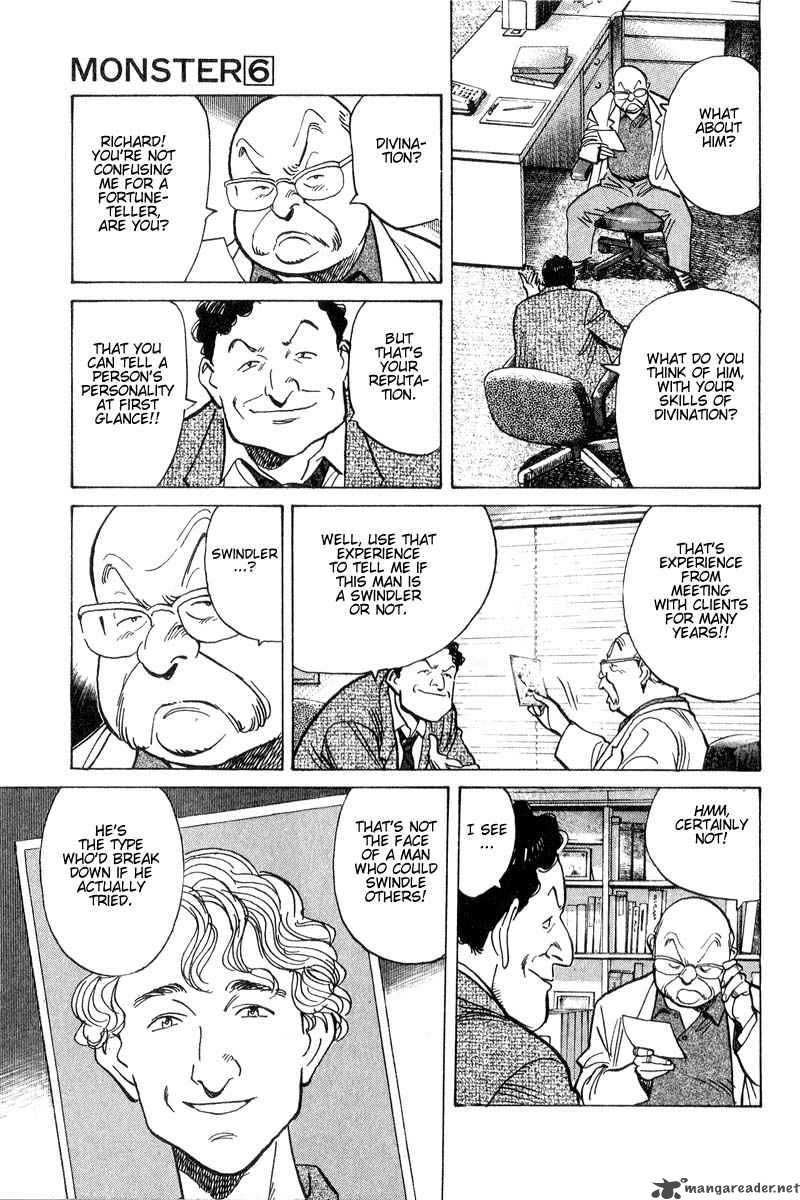 MONSTER 6
WHAT
ABOUT
HIM?
WHAT DO YOU
THINK OF HIM,
WITH YOUR
SKILLS OF
DIVINATION?
DIVINA-
TION?
RICHARD!
YOU'RE NOT
CONFUSING
ME FOR A
FORTUNE-
TELLER,
ARE YOU?
BUT
THAT'S
YOUR
REPUTA-
TION.
THAT YOU
CAN TELL A
PERSON'S
PERSONALITY
AT FIRST
GLANCE!!
THAT'S
EXPERIENCE
FROM
MEETING
WITH CLIENTS
FOR MANY
YEARS!!
WELL, USE THAT
EXPERIENCE
TO TELL ME IF
THIS MAN IS
A SWINDLER
OR NOT.
SWINDLER
...?
HMM,
CERTAINLY
NOT!
I SEE
...
THAT'S NOT
THE FACE
OF A MAN
WHO COULD
SWINDLE
OTHERS!
HE'S
THE TYPE
WHO'D BREAK
DOWN IF HE
ACTUALLY
TRIED.
mangareader.net